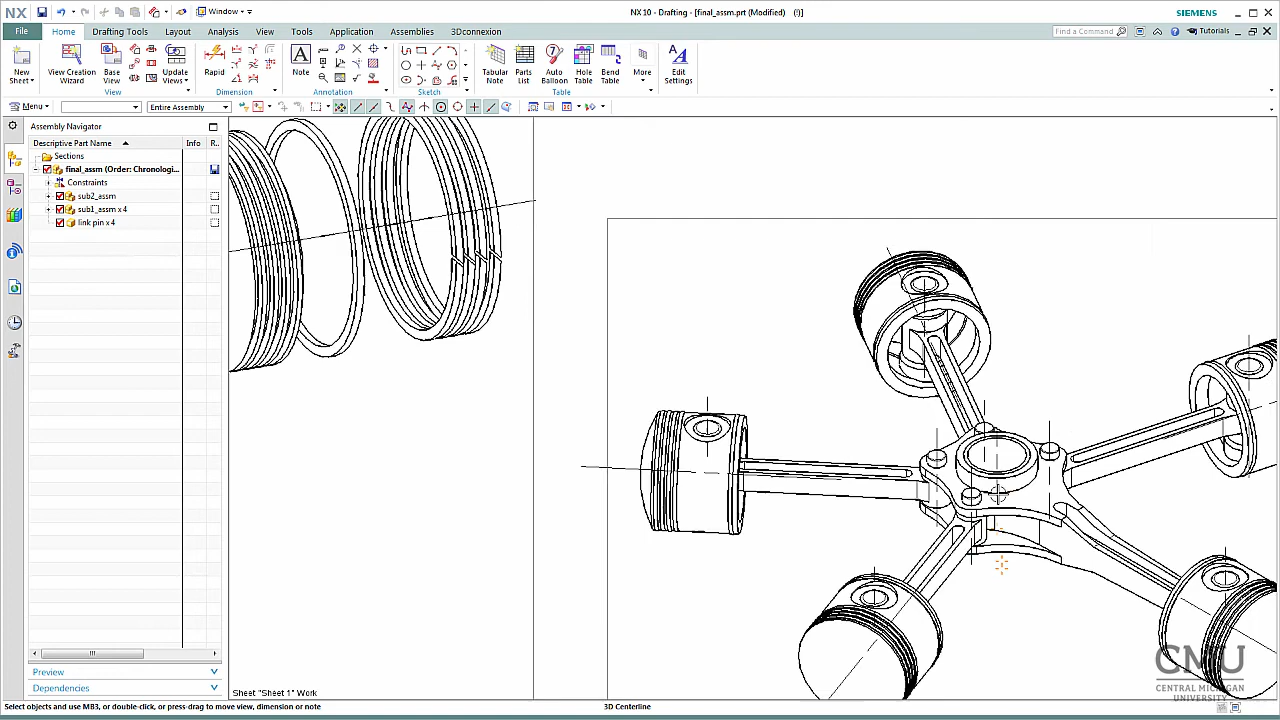 NX
Window
NX 10 - Drafting - [final_assm.prt (Modified) (!)]
SIEMENS
File
Home
Drafting Tools
Layout
Analysis
View
Tools
Application
Assemblies
3Dconnexion
Find a Command
Tutorials
New
Sheet
View Creation
Wizard
Base
View
Update
Views
Rapid
Note
Tabular
Note
Parts
List
Auto
Balloon
Hole
Table
Bend
Table
More
Edit
Settings
View
Dimension
Annotation
Sketch
Table
Menu
Entire Assembly
Assembly Navigator
Descriptive Part Name
Info
R..
Sections
final_assm (Order: Chronologi...
Constraints
sub2_assm
sub1_assm x 4
link pin x 4
Preview
Dependencies
Sheet "Sheet 1" Work
CMU
CENTRAL MICHIGAN
UNIVERSITY
Select objects and use MB3, or double-click, or press-drag to move view, dimension or note
3D Centerline